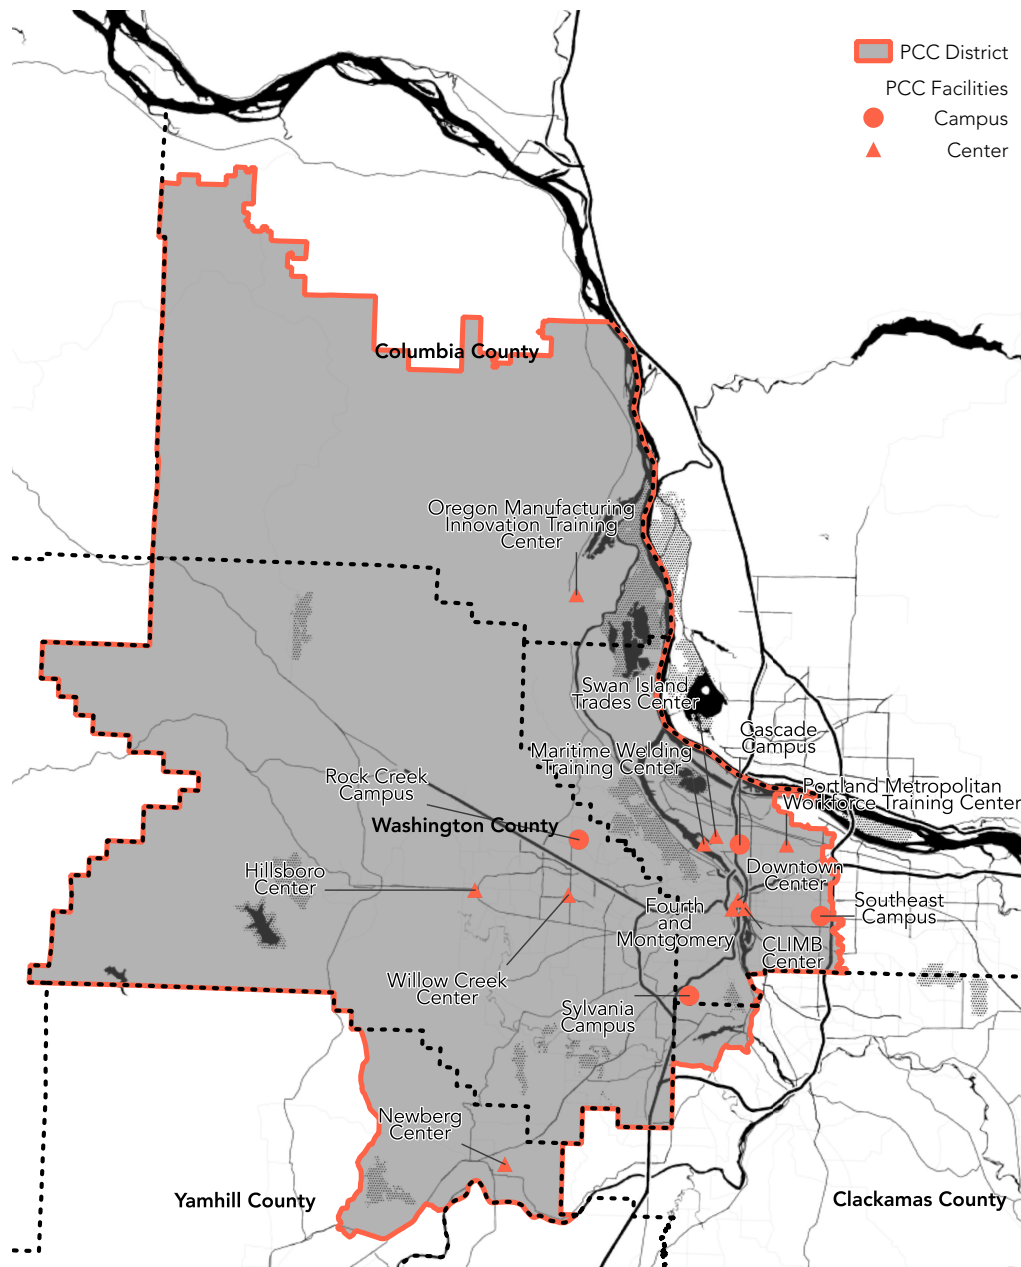 PCC District
PCC Facilities
Campus
Center
Columbia County
Oregon Manufacturing
Innovation Training
Center
Swan Island
Trades Center
Cascade
Campus
Maritime Welding
Training Center
Rock Creek
Campus
Portland Metropolitan
Workforce Training Center
Washington County
Hillsboro
Center
Downtown
Center
Southeast
Campus
Fourth
and
Montgomery
CLIMB
Center
Willow Creek
Center
Sylvania
Campus
Newberg
Center
Yamhill County
Clackamas County